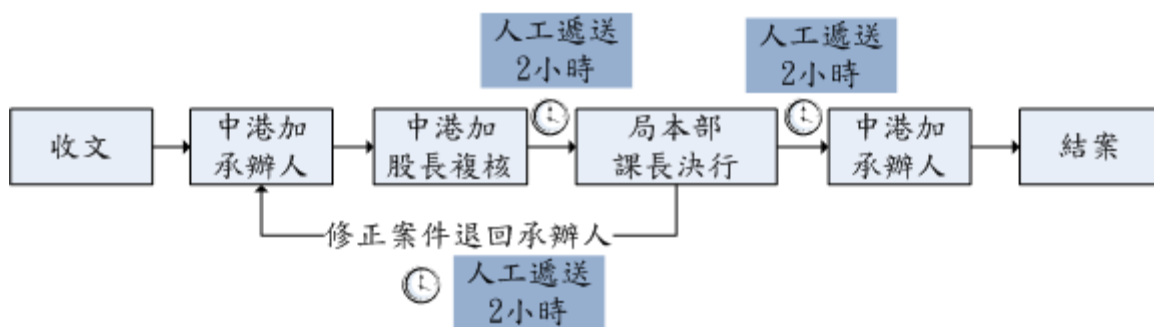 人工遞送
2小時
人工遞送
2小時
收文
中港加
承辦人
中港加
股長複核
局本部
課長決行
中港加
承辦人
結案
修正案件退回承辦人
人工遞送
2小時